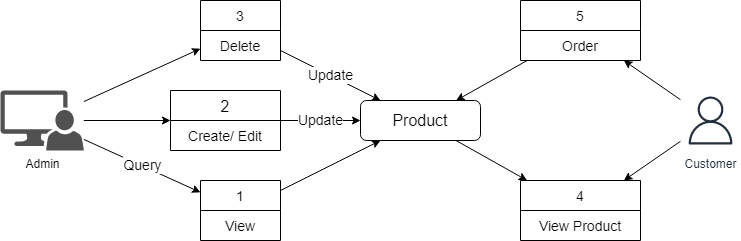 3
Delete
5
Order
Update
2
Create/ Edit
Update
Product
Admin
Query
Customer
1
View
4
View Product